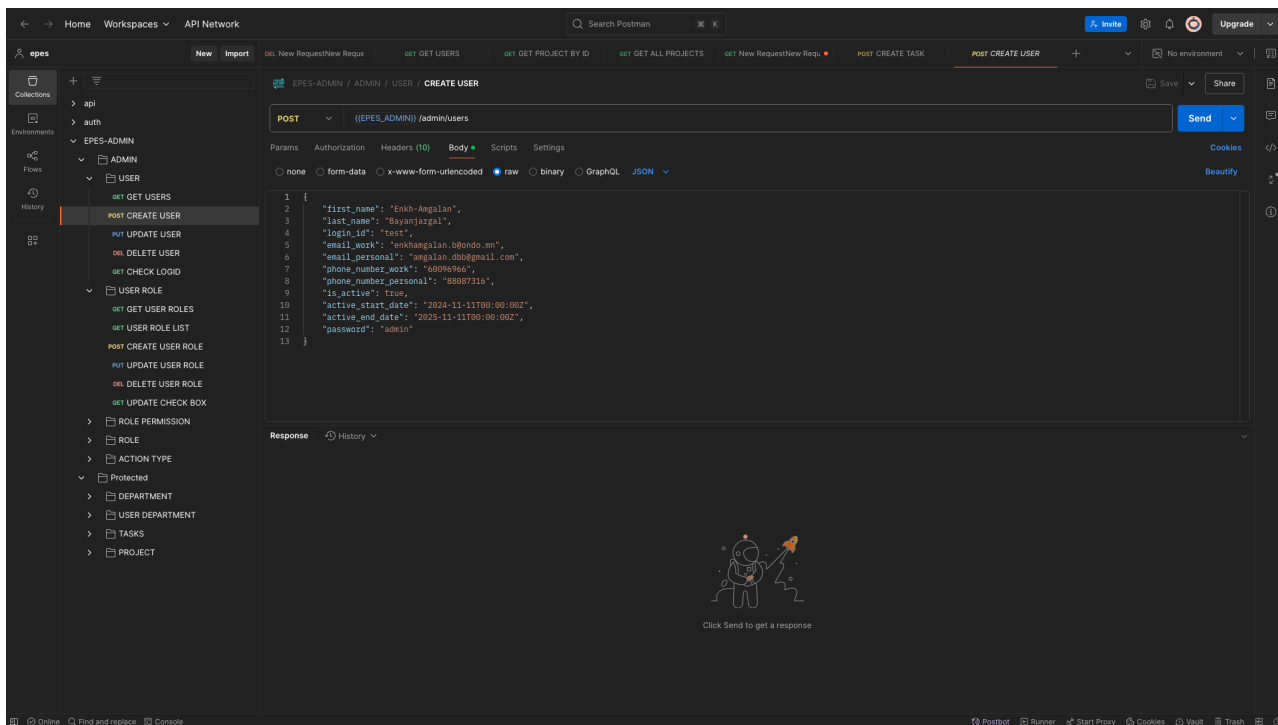 Home Workspaces API Network Search Postman ⌘ K Invite Upgrade
epes New Import DEL New RequestNew Reque GET GET USERS GET GET PROJECT BY ID GET GET ALL PROJECTS GET New RequestNew Requ POST CREATE TASK POST CREATE USER No environment
Collections
Environments
Flows
History
api
auth
EPES-ADMIN
ADMIN
USER
GET GET USERS
POST CREATE USER
PUT UPDATE USER
DEL DELETE USER
GET CHECK LOGID
USER ROLE
GET GET USER ROLES
GET USER ROLE LIST
POST CREATE USER ROLE
PUT UPDATE USER ROLE
DEL DELETE USER ROLE
GET UPDATE CHECK BOX
ROLE PERMISSION
ROLE
ACTION TYPE
Protected
DEPARTMENT
USER DEPARTMENT
TASKS
PROJECT
EPES-ADMIN / ADMIN / USER / CREATE USER Save Share
POST {{EPES_ADMIN}} /admin/users Send
Params Authorization Headers (10) Body Scripts Settings Cookies
none form-data x-www-form-urlencoded raw binary GraphQL JSON Beautify
1 {
2 "first_name": "Enkh-Amgalan",
3 "last_name": "Bayanjargal",
4 "login_id": "test",
5 "email_work": "enkhamgalan.b@ondo.mn",
6 "email_personal": "amgalan.dbb@gmail.com",
7 "phone_number_work": "60096966",
8 "phone_number_personal": "88087316",
9 "is_active": true,
10 "active_start_date": "2024-11-11T00:00:00Z",
11 "active_end_date": "2025-11-11T00:00:00Z",
12 "password": "admin"
13 }
Response History
Click Send to get a response
Online Find and replace Console Postbot Runner Start Proxy Cookies Vault Trash